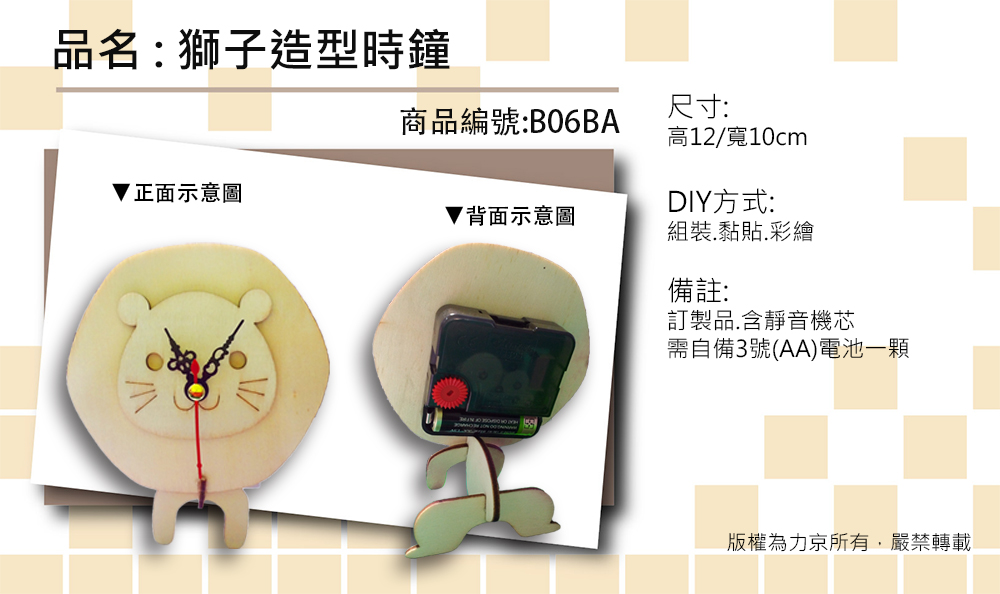 品名:獅子造型時鐘
商品編號:B06BA
▼正面示意圖
▼背面示意圖
尺寸:
高12/寬10cm
DIY方式:
組裝.黏貼.彩繪
備註:
訂製品.含靜音機芯
需自備3號(AA)電池一顆
版權為力京所有，嚴禁轉載